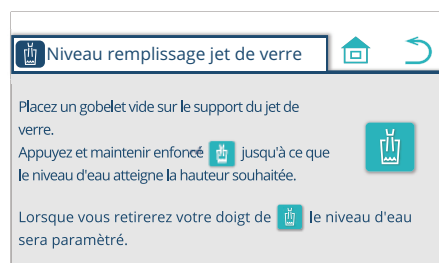 Niveau remplissage jet de verre
Placez un gobelet vide sur le support du jet de
verre.
Appuyez et maintenir enfoncé jusqu'à ce que
le niveau d'eau atteigne la hauteur souhaitée.
Lorsque vous retirerez votre doigt de le niveau d'eau
sera paramètré.